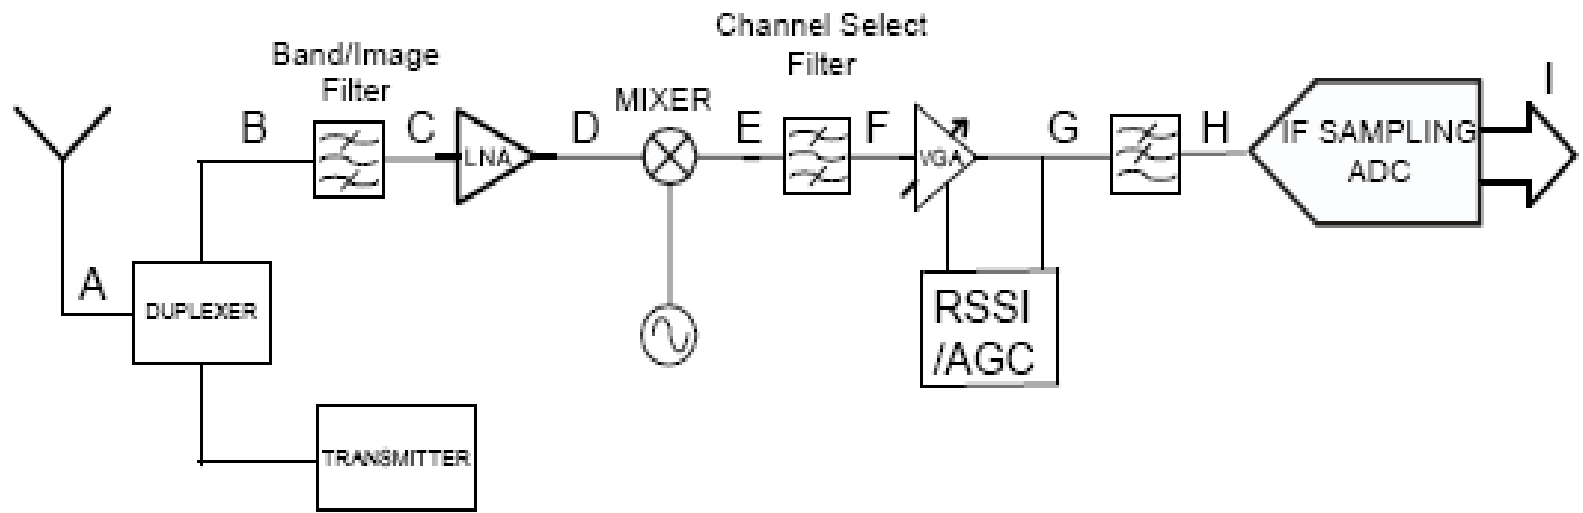 Channel Select
Filter
Band/Image
Filter
MIXER
B
C
LNA
D
E
F
VGA
G
H
IF SAMPLING
ADC
I
A
DUPLEXER
RSSI
/AGC
TRANSMITTER